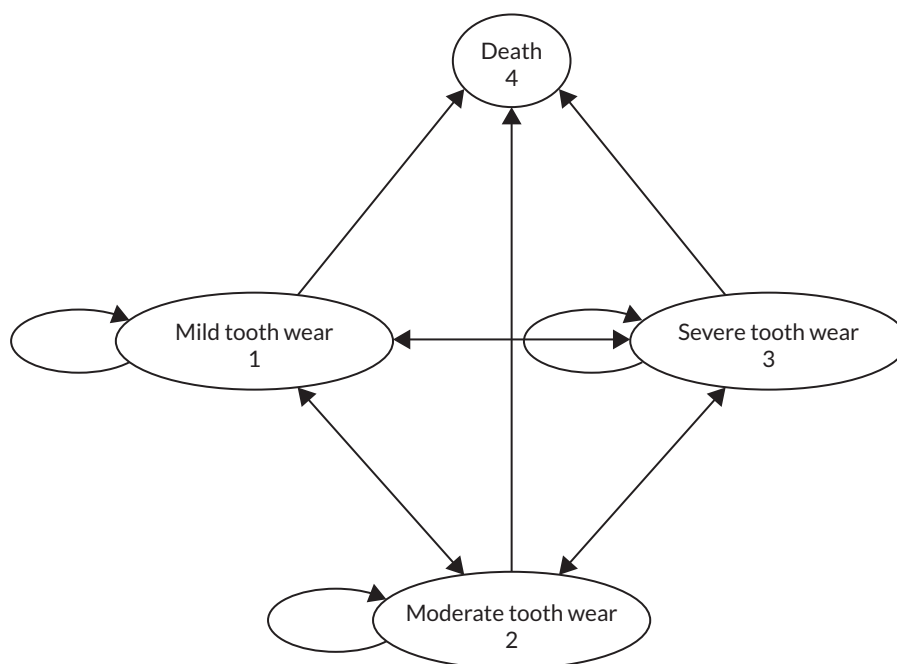 Death
4
Mild tooth wear
1
Severe tooth wear
3
Moderate tooth wear
2